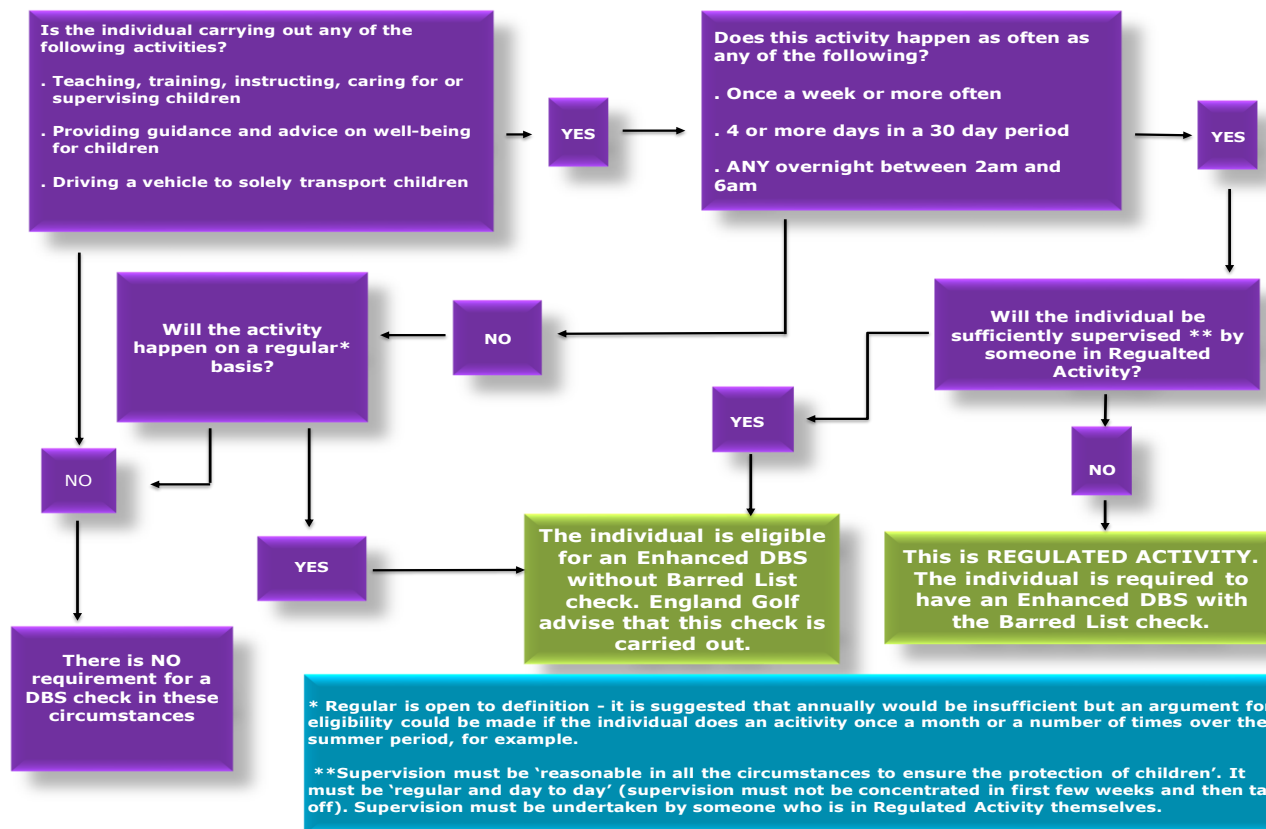 Is the individual carrying out any of the
following activities?
. Teaching, training, instructing, caring for or
supervising children
. Providing guidance and advice on well-being
for children
. Driving a vehicle to solely transport children
YES
Does this activity happen as often as
any of the following?
. Once a week or more often
. 4 or more days in a 30 day period
. ANY overnight between 2am and
6am
YES
Will the activity
happen on a regular*
basis?
NO
Will the individual be
sufficiently supervised ** by
someone in Regualted
Activity?
YES
NO
NO
YES
The individual is eligible
for an Enhanced DBS
without Barred List
check. England Golf
advise that this check is
carried out.
This is REGULATED ACTIVITY.
The individual is required to
have an Enhanced DBS with
the Barred List check.
There is NO
requirement for a
DBS check in these
circumstances
* Regular is open to definition - it is suggested that annually would be insufficient but an argument for
eligibility could be made if the individual does an acitivity once a month or a number of times over the
summer period, for example.
**Supervision must be ‘reasonable in all the circumstances to ensure the protection of children’. It
must be ‘regular and day to day’ (supervision must not be concentrated in first few weeks and then ta
off). Supervision must be undertaken by someone who is in Regulated Activity themselves.